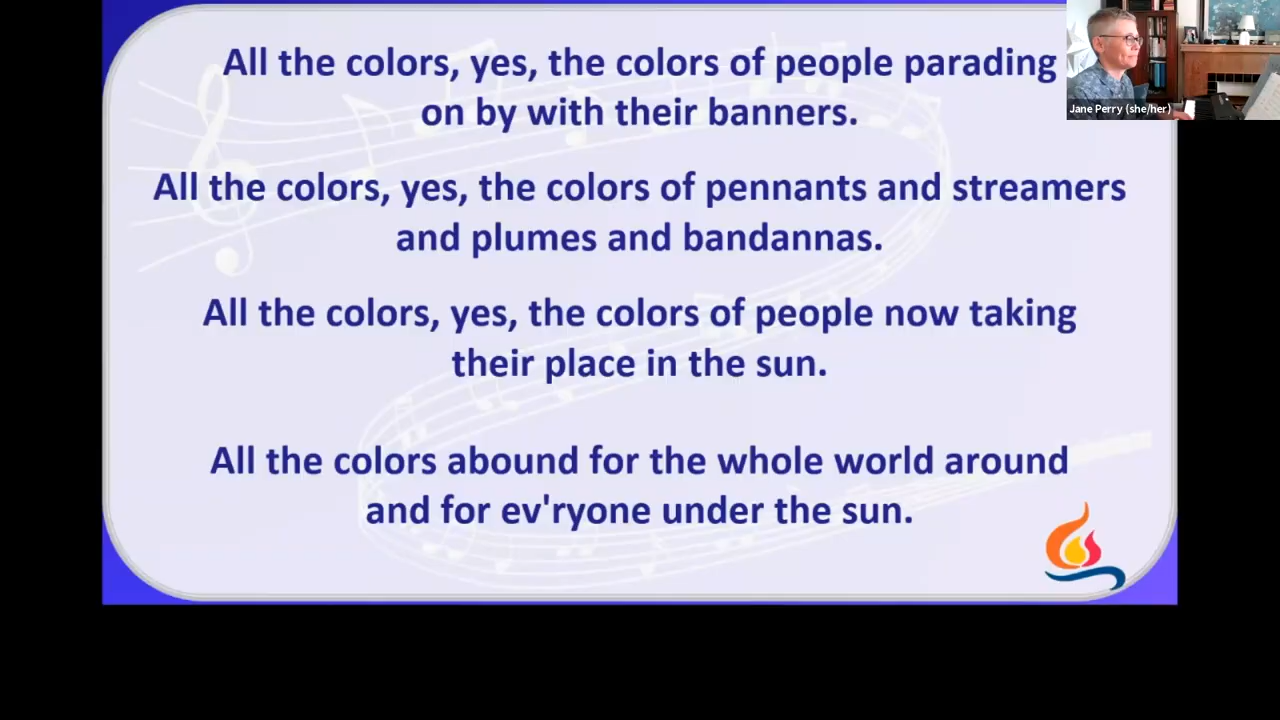 All the colors, yes, the colors of people parading
on by with their banners.
All the colors, yes, the colors of pennants and streamers
and plumes and bandannas.
All the colors, yes, the colors of people now taking
their place in the sun.
All the colors abound for the whole world around
and for ev'ryone under the sun.
Jane Perry (she/her)